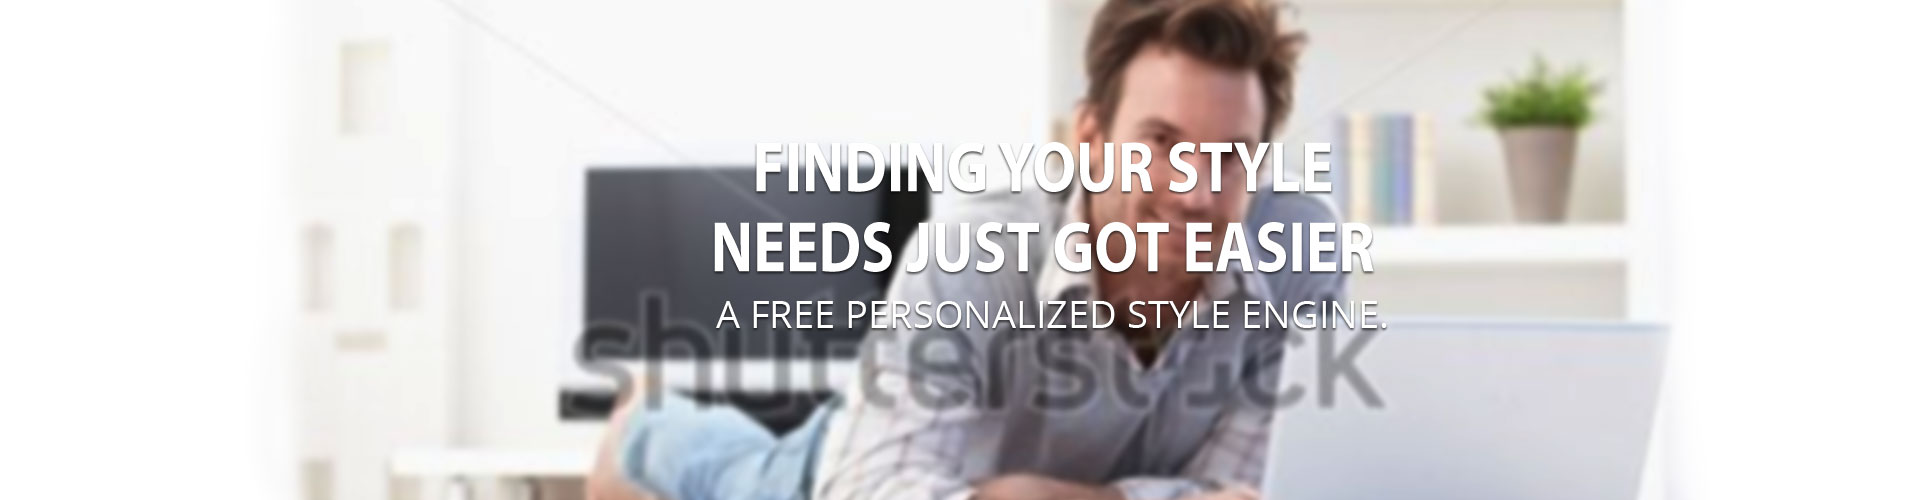 FINDING YOUR STYLE
NEEDS JUST GOT EASIER
A FREE PERSONALIZED STYLE ENGINE.
shutterstock